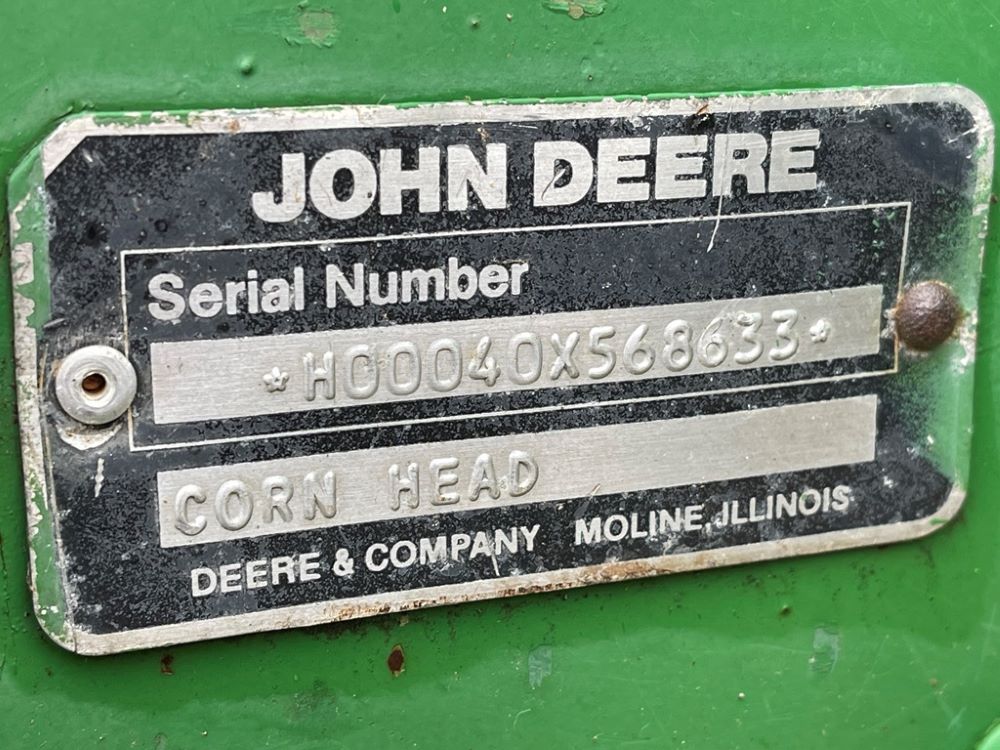 JOHN DEERE
Serial Number
*H00040X568633*
CORN HEAD
DEERE & COMPANY MOLINE, ILLINOIS